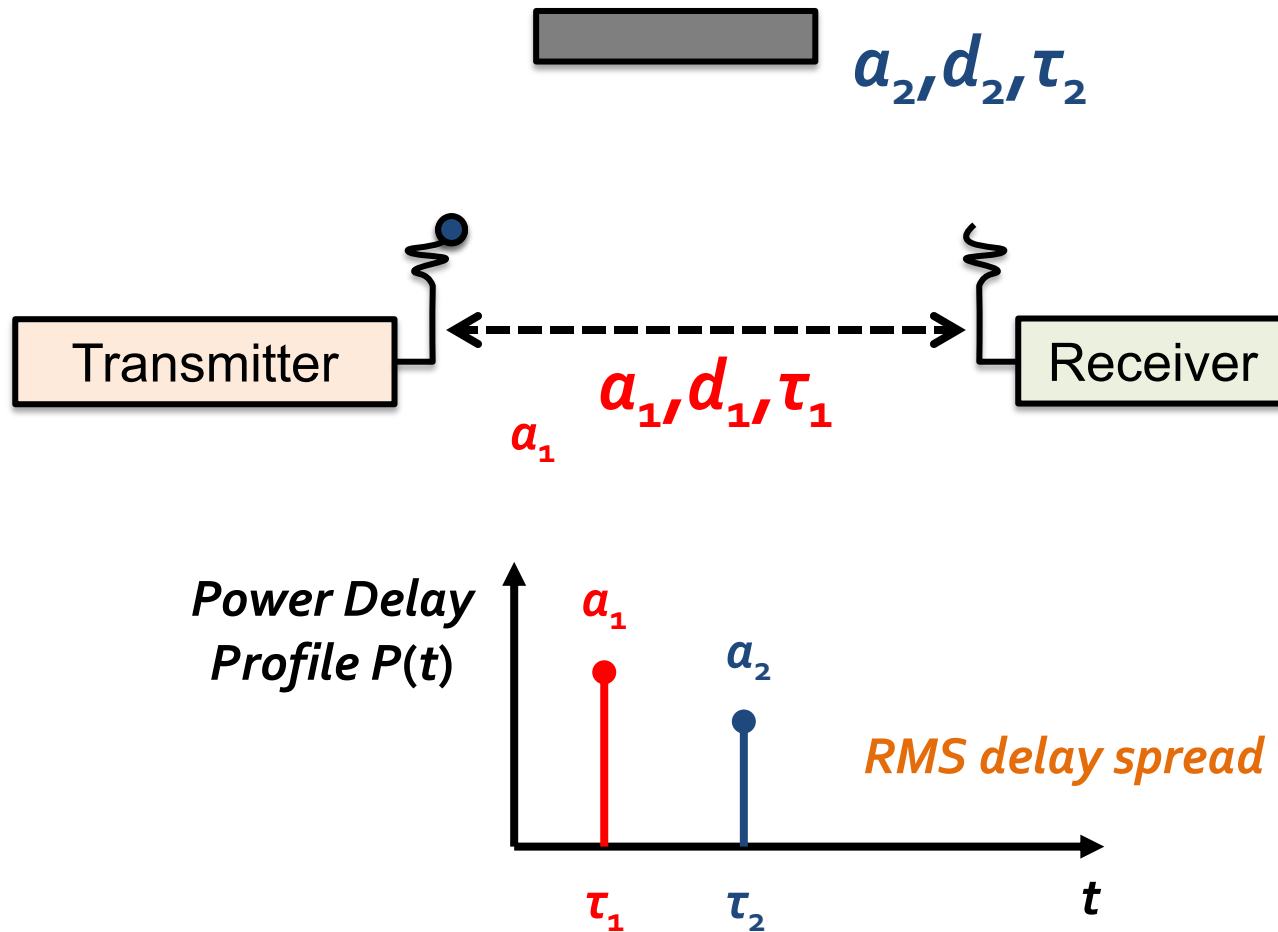 a₂,d₂,τ₂
Transmitter
Receiver
a₁,d₁,τ₁
a₁
Power Delay
Profile P(t)
a₁
a₂
RMS delay spread
τ₁
τ₂
t